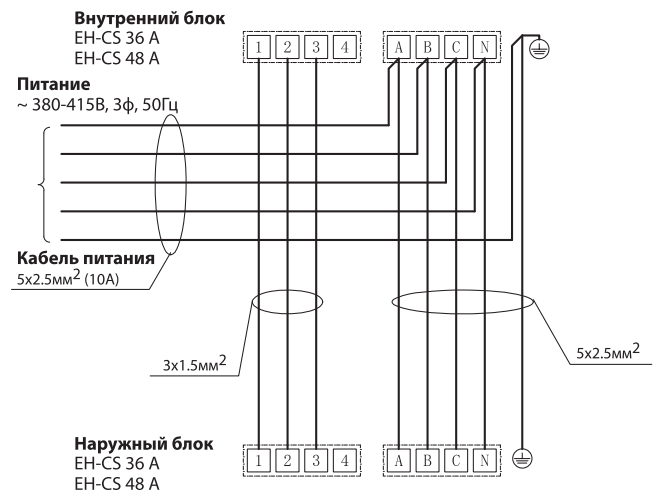 Внутренний блок
EH-CS 36 A
EH-CS 48 A
1 2 3 4 A B C N
Питание
~ 380-415В, 3ф, 50Гц
Кабель питания
5x2.5мм² (10А)
3x1.5мм²
5x2.5мм²
Наружный блок
EH-CS 36 A
EH-CS 48 A
1 2 3 4 A B C N